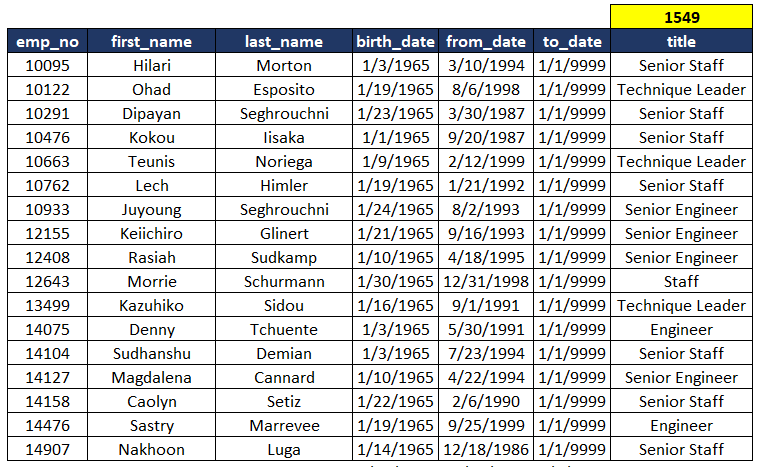 1549
emp_no first_name last_name birth_date from_date to_date title
10095 Hilari Morton 1/3/1965 3/10/1994 1/1/9999 Senior Staff
10122 Ohad Esposito 1/19/1965 8/6/1998 1/1/9999 Technique Leader
10291 Dipayan Seghrouchni 1/23/1965 3/30/1987 1/1/9999 Senior Staff
10476 Kokou Iisaka 1/1/1965 9/20/1987 1/1/9999 Senior Staff
10663 Teunis Noriega 1/9/1965 2/12/1999 1/1/9999 Technique Leader
10762 Lech Himler 1/19/1965 1/21/1992 1/1/9999 Senior Staff
10933 Juyoung Seghrouchni 1/24/1965 8/2/1993 1/1/9999 Senior Engineer
12155 Keiichiro Glinert 1/21/1965 9/16/1993 1/1/9999 Senior Engineer
12408 Rasiah Sudkamp 1/10/1965 4/18/1995 1/1/9999 Senior Engineer
12643 Morrie Schurmann 1/30/1965 12/31/1998 1/1/9999 Staff
13499 Kazuhiko Sidou 1/16/1965 9/1/1991 1/1/9999 Technique Leader
14075 Denny Tchuente 1/3/1965 5/30/1991 1/1/9999 Engineer
14104 Sudhanshu Demian 1/3/1965 7/23/1994 1/1/9999 Senior Staff
14127 Magdalena Cannard 1/10/1965 4/22/1994 1/1/9999 Senior Engineer
14158 Caolyn Setiz 1/22/1965 2/6/1990 1/1/9999 Senior Staff
14476 Sastry Marrevee 1/19/1965 9/25/1999 1/1/9999 Engineer
14907 Nakhoon Luga 1/14/1965 12/18/1986 1/1/9999 Senior Staff